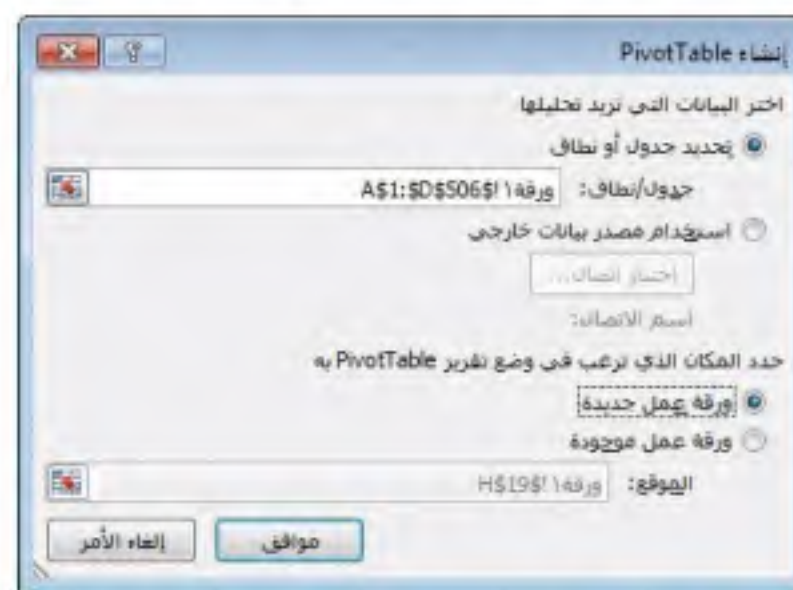 إنشاء PivotTable
اختر البيانات التي تريد تحليلها
تحديد جدول أو نطاق
جدول/نطاق: ورقة١!$A$1:$D$506
استخدام مصدر بيانات خارجي
اختيار اتصال...
اسم الاتصال:
حدد المكان الذي ترغب في وضع تقرير PivotTable به
ورقة عمل جديدة
ورقة عمل موجودة
الموقع: ورقة١!$H$19
موافق
إلغاء الأمر